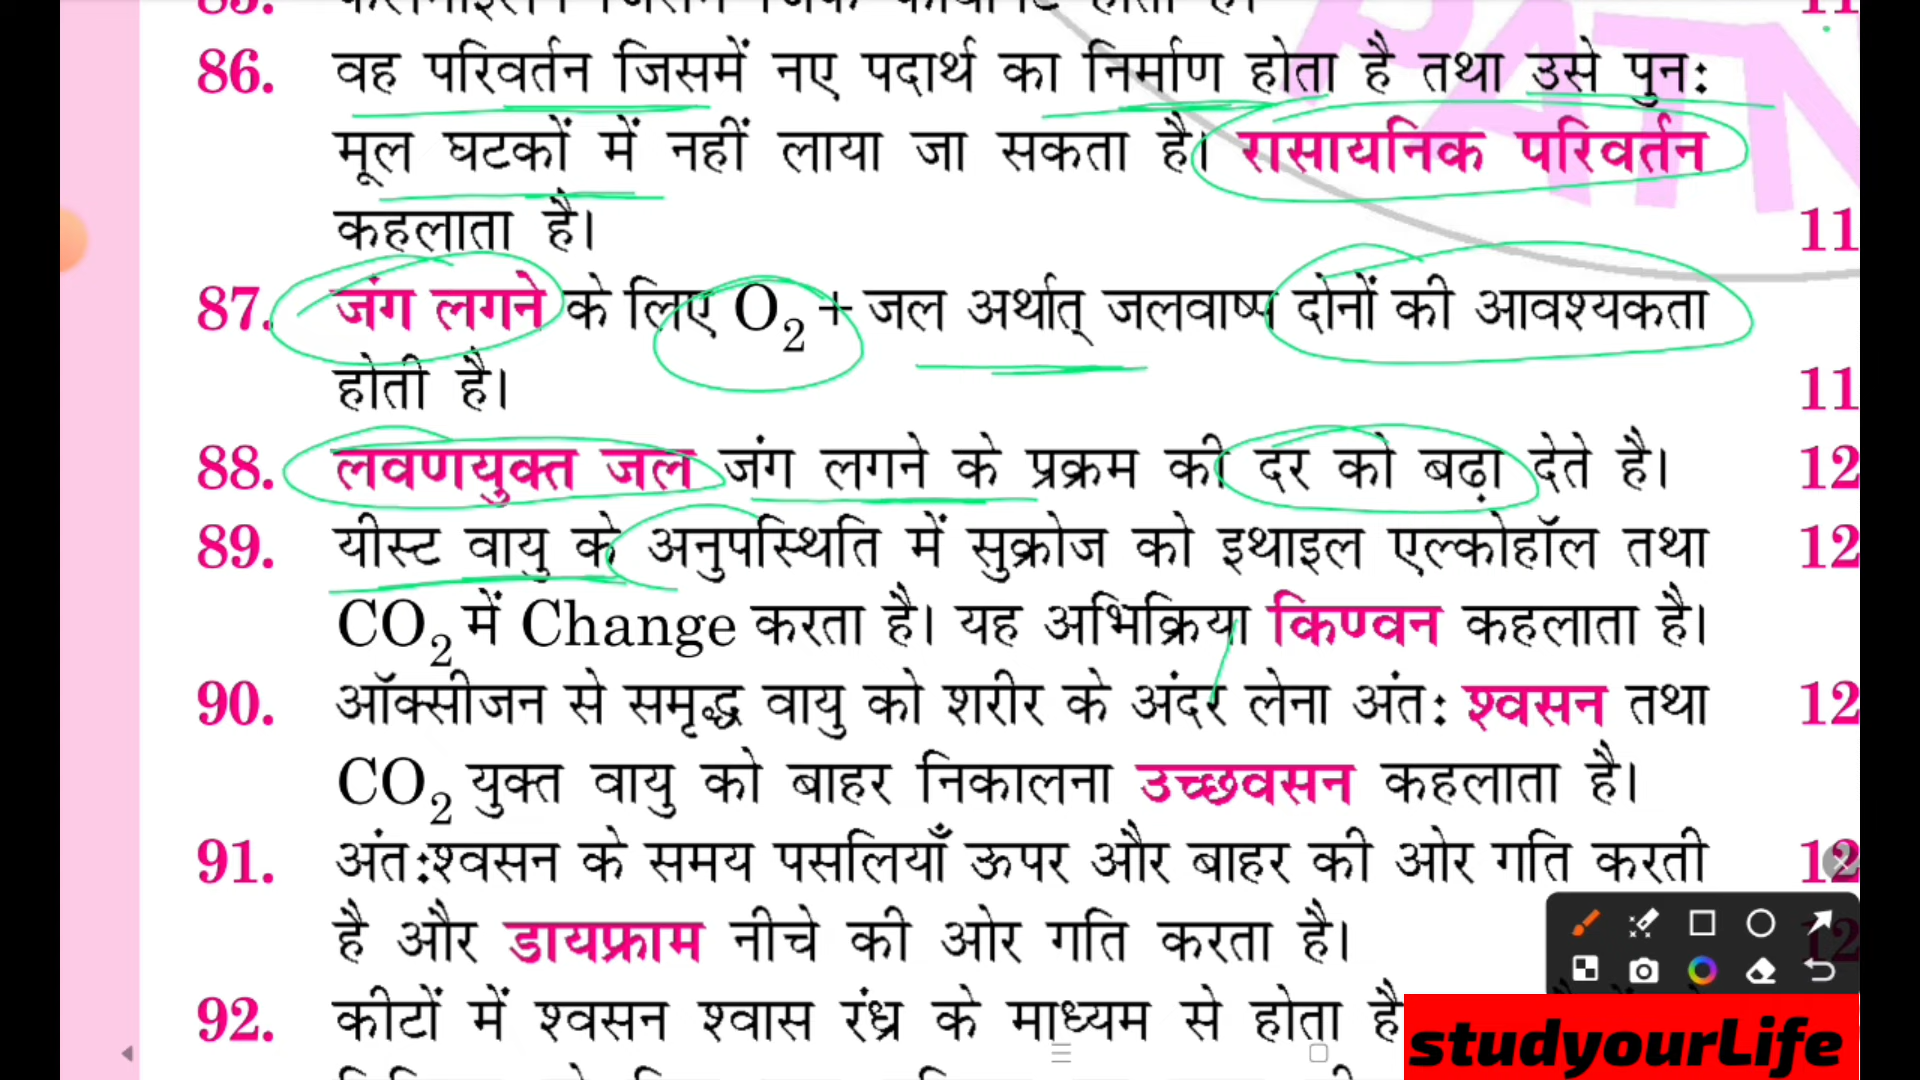 86. वह परिवर्तन जिसमें नए पदार्थ का निर्माण होता है तथा उसे पुनः
मूल घटकों में नहीं लाया जा सकता है। रासायनिक परिवर्तन
कहलाता है।
11
87. जंग लगने के लिए O₂ + जल अर्थात् जलवाष्प दोनों की आवश्यकता
होती है।
11
88. लवणयुक्त जल जंग लगने के प्रक्रम की दर को बढ़ा देते है। 12
89. यीस्ट वायु के अनुपस्थिति में सुक्रोज को इथाइल एल्कोहॉल तथा 12
CO₂ में Change करता है। यह अभिक्रिया किण्वन कहलाता है।
90. ऑक्सीजन से समृद्ध वायु को शरीर के अंदर लेना अंतः श्वसन तथा 12
CO₂ युक्त वायु को बाहर निकालना उच्छवसन कहलाता है।
91. अंतःश्वसन के समय पसलियाँ ऊपर और बाहर की ओर गति करती 12
है और डायफ्राम नीचे की ओर गति करता है।
92. कीटों में श्वसन श्वास रंध्र के माध्यम से होता है
studyourLife